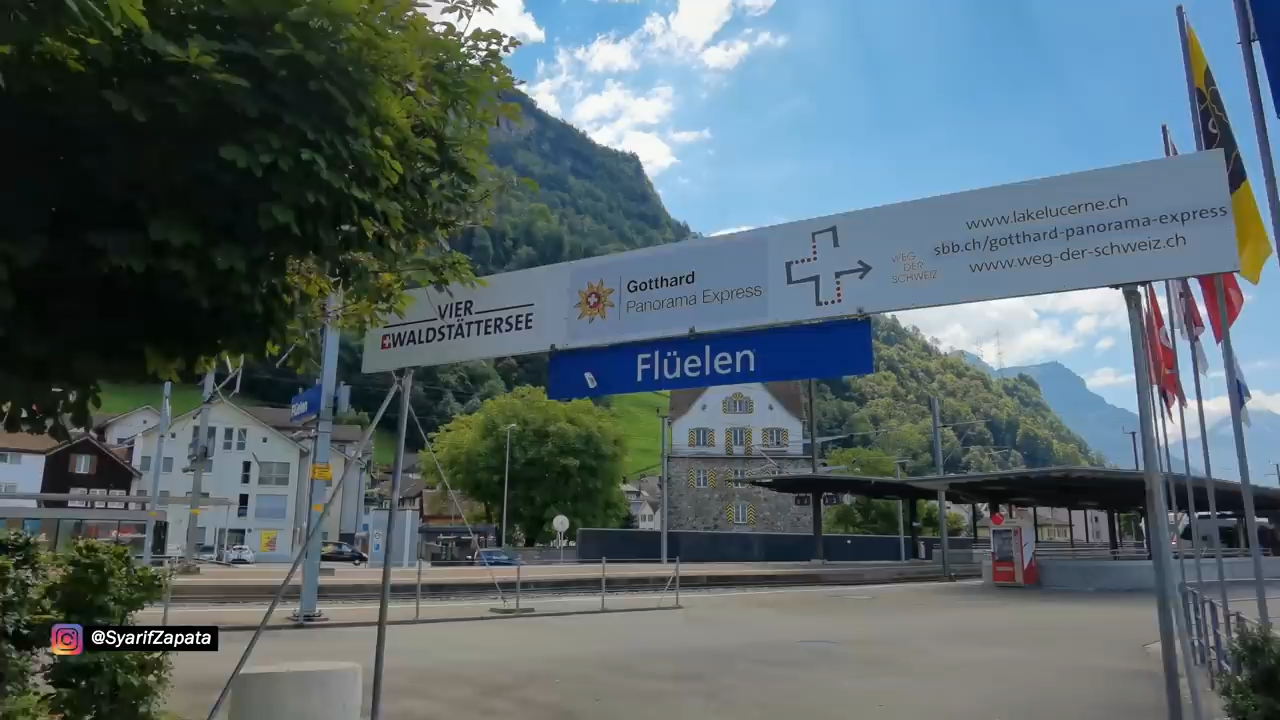 VIER
WALDSTÄTTERSEE
Gotthard
Panorama Express
WEG
DER
SCHWEIZ
www.lakelucerne.ch
sbb.ch/gotthard-panorama-express
www.weg-der-schweiz.ch
Flüelen
Flüelen
@SyarifZapata